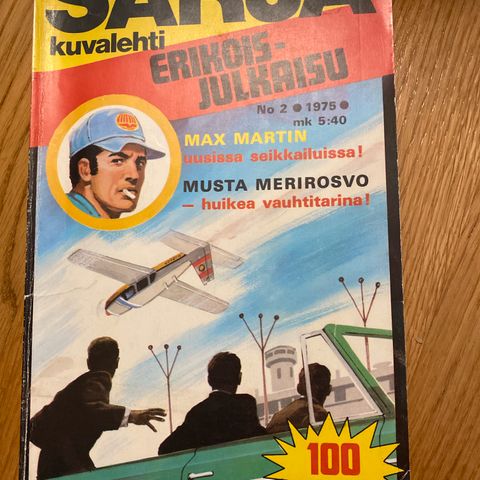 SARJA
kuvalehti
ERIKOIS-
JULKAISU
No 2 ● 1975 ●
mk 5:40
MAX MARTIN
uusissa seikkailuissa!
MUSTA MERIROSVO
— huikea vauhtitarina!
100